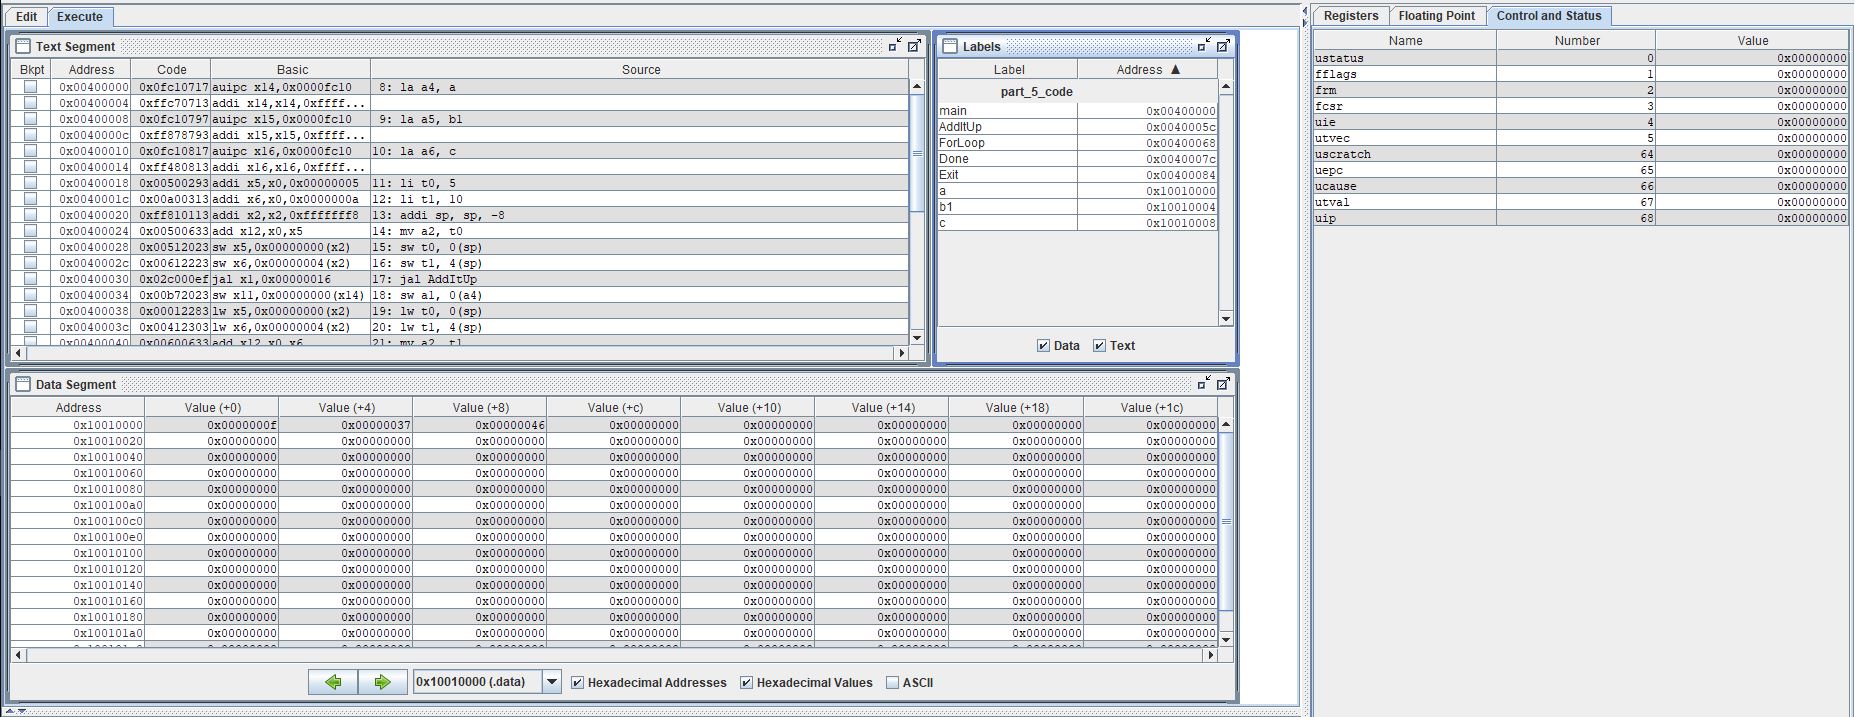 Edit Execute
Text Segment
Bkpt Address Code Basic Source
0x00400000 0x0fc10717 auipc x14,0x0000fc10 8: la a4, a
0x00400004 0xffc70713 addi x14,x14,0xffff...
0x00400008 0x0fc10797 auipc x15,0x0000fc10 9: la a5, b1
0x0040000c 0xff878793 addi x15,x15,0xffff...
0x00400010 0x0fc10817 auipc x16,0x0000fc10 10: la a6, c
0x00400014 0xff480813 addi x16,x16,0xffff...
0x00400018 0x00500293 addi x5,x0,0x00000005 11: li t0, 5
0x0040001c 0x00a00313 addi x6,x0,0x0000000a 12: li t1, 10
0x00400020 0xff810113 addi x2,x2,0xfffffff8 13: addi sp, sp, -8
0x00400024 0x00500633 add x12,x0,x5 14: mv a2, t0
0x00400028 0x00512023 sw x5,0x00000000(x2) 15: sw t0, 0(sp)
0x0040002c 0x00612223 sw x6,0x00000004(x2) 16: sw t1, 4(sp)
0x00400030 0x02c000ef jal x1,0x00000016 17: jal AddItUp
0x00400034 0x00b72023 sw x11,0x00000000(x14) 18: sw a1, 0(a4)
0x00400038 0x00012283 lw x5,0x00000000(x2) 19: lw t0, 0(sp)
0x0040003c 0x00412303 lw x6,0x00000004(x2) 20: lw t1, 4(sp)
0x00400040 0x00600633 add x12,x0,x6 21: mv a2, t1
Labels
Label Address ▲
part_5_code
main 0x00400000
AddItUp 0x0040005c
ForLoop 0x00400068
Done 0x0040007c
Exit 0x00400084
a 0x10010000
b1 0x10010004
c 0x10010008
Data Text
Data Segment
Address Value (+0) Value (+4) Value (+8) Value (+c) Value (+10) Value (+14) Value (+18) Value (+1c)
0x10010000 0x0000000f 0x00000037 0x00000046 0x00000000 0x00000000 0x00000000 0x00000000 0x00000000
0x10010020 0x00000000 0x00000000 0x00000000 0x00000000 0x00000000 0x00000000 0x00000000 0x00000000
0x10010040 0x00000000 0x00000000 0x00000000 0x00000000 0x00000000 0x00000000 0x00000000 0x00000000
0x10010060 0x00000000 0x00000000 0x00000000 0x00000000 0x00000000 0x00000000 0x00000000 0x00000000
0x10010080 0x00000000 0x00000000 0x00000000 0x00000000 0x00000000 0x00000000 0x00000000 0x00000000
0x100100a0 0x00000000 0x00000000 0x00000000 0x00000000 0x00000000 0x00000000 0x00000000 0x00000000
0x100100c0 0x00000000 0x00000000 0x00000000 0x00000000 0x00000000 0x00000000 0x00000000 0x00000000
0x100100e0 0x00000000 0x00000000 0x00000000 0x00000000 0x00000000 0x00000000 0x00000000 0x00000000
0x10010100 0x00000000 0x00000000 0x00000000 0x00000000 0x00000000 0x00000000 0x00000000 0x00000000
0x10010120 0x00000000 0x00000000 0x00000000 0x00000000 0x00000000 0x00000000 0x00000000 0x00000000
0x10010140 0x00000000 0x00000000 0x00000000 0x00000000 0x00000000 0x00000000 0x00000000 0x00000000
0x10010160 0x00000000 0x00000000 0x00000000 0x00000000 0x00000000 0x00000000 0x00000000 0x00000000
0x10010180 0x00000000 0x00000000 0x00000000 0x00000000 0x00000000 0x00000000 0x00000000 0x00000000
0x100101a0 0x00000000 0x00000000 0x00000000 0x00000000 0x00000000 0x00000000 0x00000000 0x00000000
0x10010000 (.data) Hexadecimal Addresses Hexadecimal Values ASCII
Registers Floating Point Control and Status
Name Number Value
ustatus 0 0x00000000
fflags 1 0x00000000
frm 2 0x00000000
fcsr 3 0x00000000
uie 4 0x00000000
utvec 5 0x00000000
uscratch 64 0x00000000
uepc 65 0x00000000
ucause 66 0x00000000
utval 67 0x00000000
uip 68 0x00000000